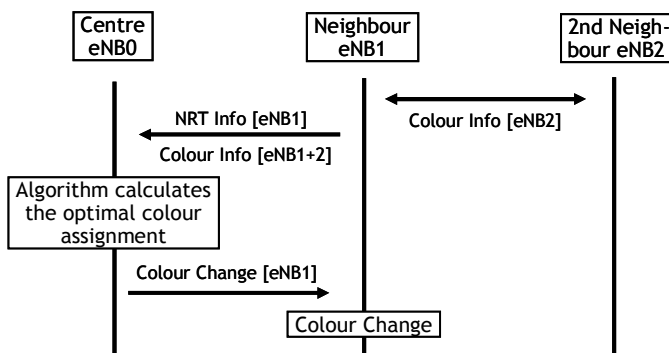 Centre
eNB0
Neighbour
eNB1
2nd Neigh-
bour eNB2
NRT Info [eNB1]
Colour Info [eNB2]
Colour Info [eNB1+2]
Algorithm calculates
the optimal colour
assignment
Colour Change [eNB1]
Colour Change